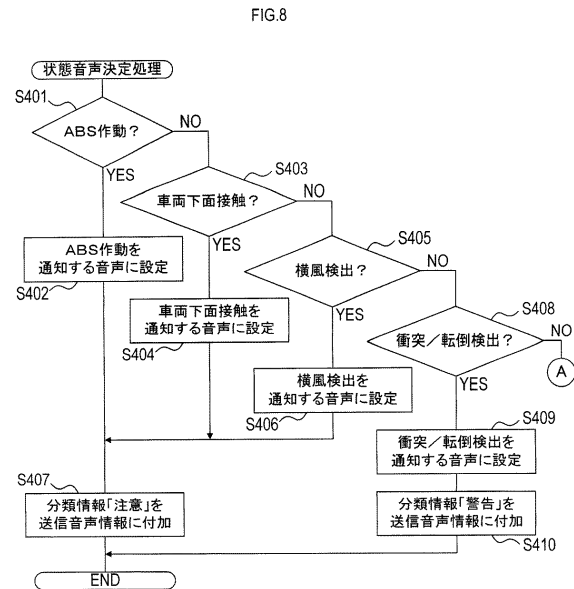 FIG.8
状態音声決定処理
S401
ABS作動？
NO
YES
S403
車両下面接触？
NO
YES
ABS作動を
通知する音声に設定
S402
S405
横風検出？
NO
YES
車両下面接触を
通知する音声に設定
S404
S408
衝突／転倒検出？
NO
A
YES
横風検出を
通知する音声に設定
S406
S409
衝突／転倒検出を
通知する音声に設定
S407
分類情報「注意」を
送信音声情報に付加
分類情報「警告」を
送信音声情報に付加
S410
END